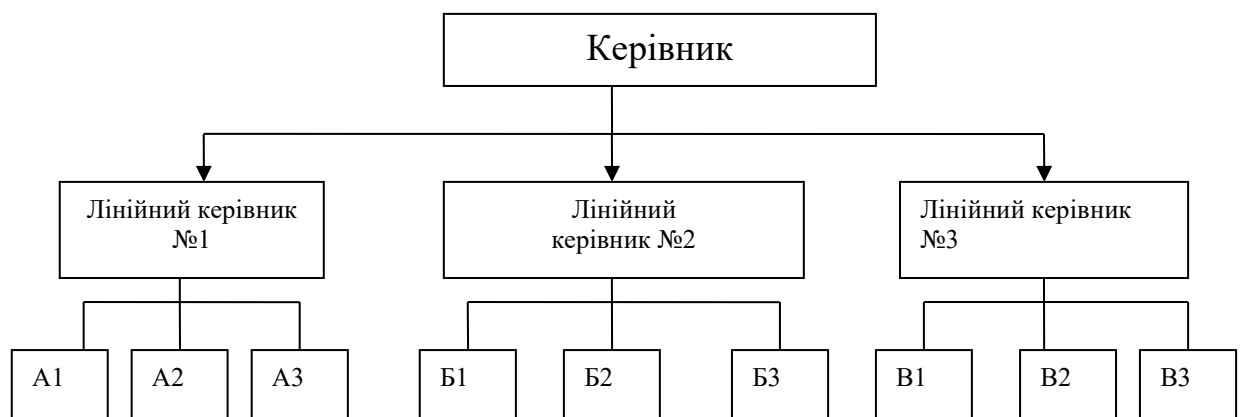 Керівник
Лінійний керівник
№1
Лінійний
керівник №2
Лінійний керівник
№3
А1
А2
А3
Б1
Б2
Б3
В1
В2
В3